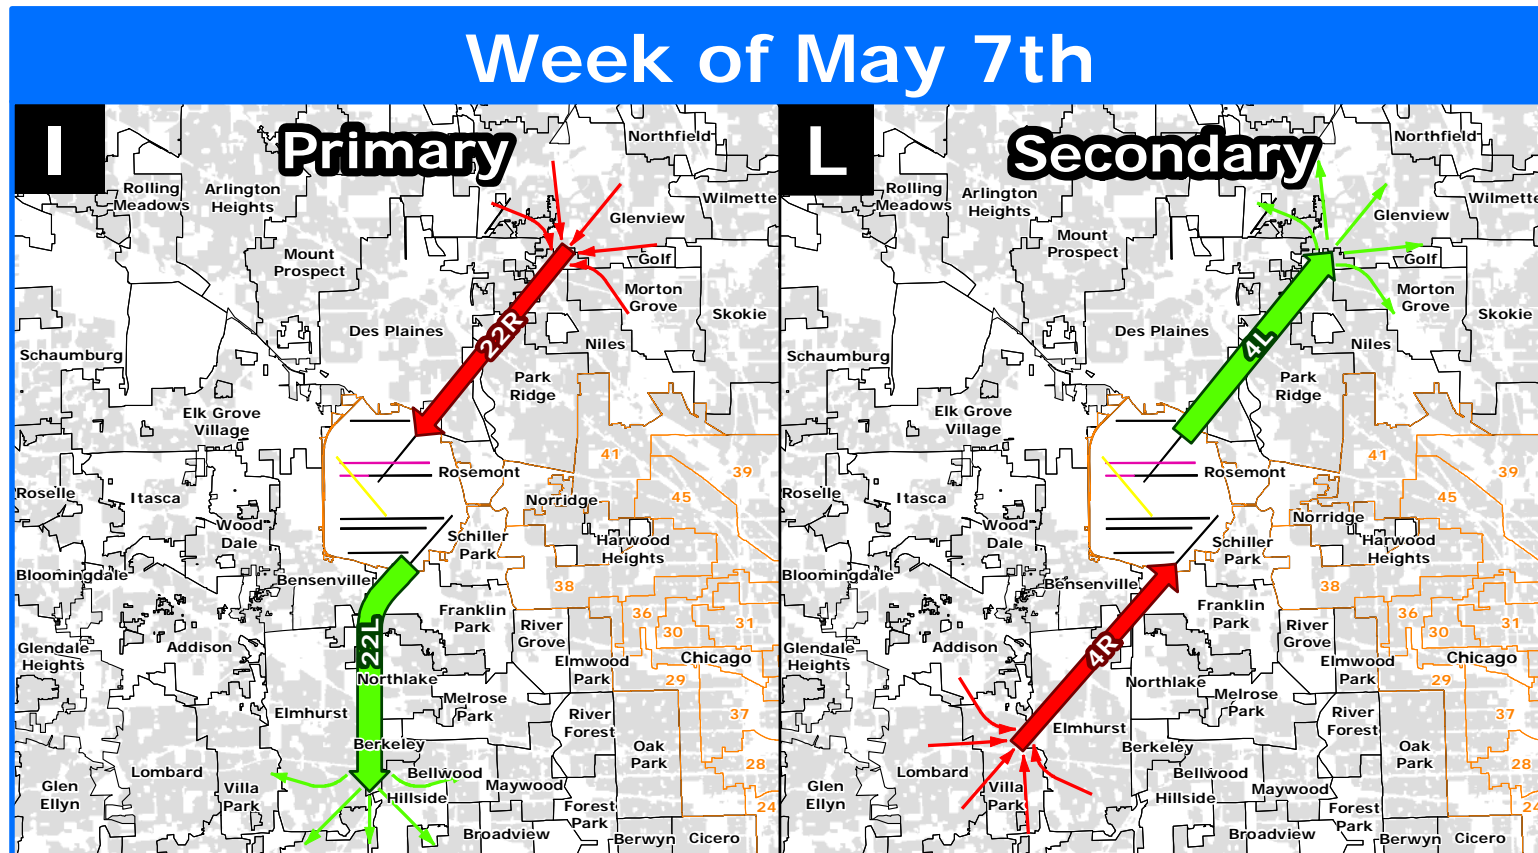 Week of May 7th
I
Primary
Northfield
Rolling
Meadows
Arlington
Heights
Wilmette
Glenview
Mount
Prospect
Golf
Morton
Grove
Skokie
Des Plaines
22R
Niles
Schaumburg
Park
Ridge
Elk Grove
Village
41
39
Rosemont
Roselle
Itasca
Norridge
45
Wood
Dale
Schiller
Park
Harwood
Heights
Bloomingdale
Bensenville
38
Franklin
Park
36
31
River
Grove
30
Glendale
Heights
Addison
22L
Chicago
Elmwood
Park
29
Northlake
Melrose
Park
Elmhurst
River
Forest
37
Berkeley
Oak
Park
28
Lombard
Bellwood
Glen
Ellyn
Villa
Park
Maywood
Hillside
Forest
Park
24
Broadview
Berwyn
Cicero
L
Secondary
Northfield
Rolling
Meadows
Arlington
Heights
Wilmette
Glenview
Mount
Prospect
Golf
Morton
Grove
Skokie
Des Plaines
4L
Niles
Schaumburg
Park
Ridge
Elk Grove
Village
41
39
Rosemont
Roselle
Itasca
45
Norridge
Wood
Dale
Schiller
Park
Harwood
Heights
Bloomingdale
Bensenville
38
Franklin
Park
36
31
River
Grove
30
Glendale
Heights
Addison
4R
Chicago
Elmwood
Park
29
Northlake
Melrose
Park
Elmhurst
River
Forest
37
Berkeley
Oak
Park
28
Lombard
Bellwood
Glen
Ellyn
Villa
Park
Maywood
Hillside
Forest
Park
24
Broadview
Berwyn
Cicero